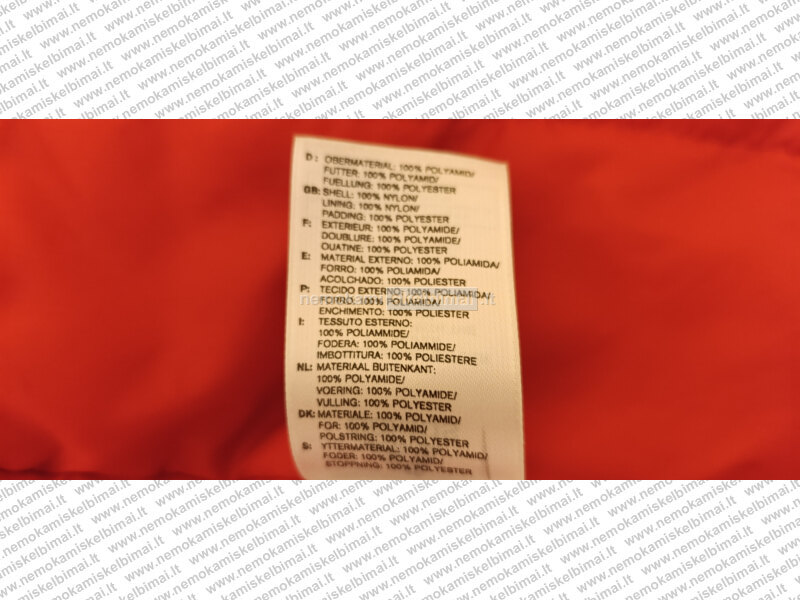 D: OBERMATERIAL: 100% POLYAMID/
FUTTER: 100% POLYAMID/
FUELLUNG: 100% POLYESTER
GB: SHELL: 100% NYLON/
LINING: 100% NYLON/
PADDING: 100% POLYESTER
F: EXTERIEUR: 100% POLYAMIDE/
DOUBLURE: 100% POLYAMIDE/
OUATINE: 100% POLYESTER
E: MATERIAL EXTERNO: 100% POLIAMIDA/
FORRO: 100% POLIAMIDA/
ACOLCHADO: 100% POLIESTER
P: TECIDO EXTERNO: 100% POLIAMIDA/
FORRO: 100% POLIAMIDA/
ENCHIMENTO: 100% POLIESTER
I: TESSUTO ESTERNO:
100% POLIAMMIDE/
FODERA: 100% POLIAMMIDE/
IMBOTTITURA: 100% POLIESTERE
NL: MATERIAAL BUITENKANT:
100% POLYAMIDE/
VOERING: 100% POLYAMIDE/
VULLING: 100% POLYESTER
DK: MATERIALE: 100% POLYAMID/
FOR: 100% POLYAMID/
POLSTRING: 100% POLYESTER
S: YTTERMATERIAL: 100% POLYAMID/
FODER: 100% POLYAMID/
STOPPNING: 100% POLYESTER
www.nemokamiskelbimai.lt